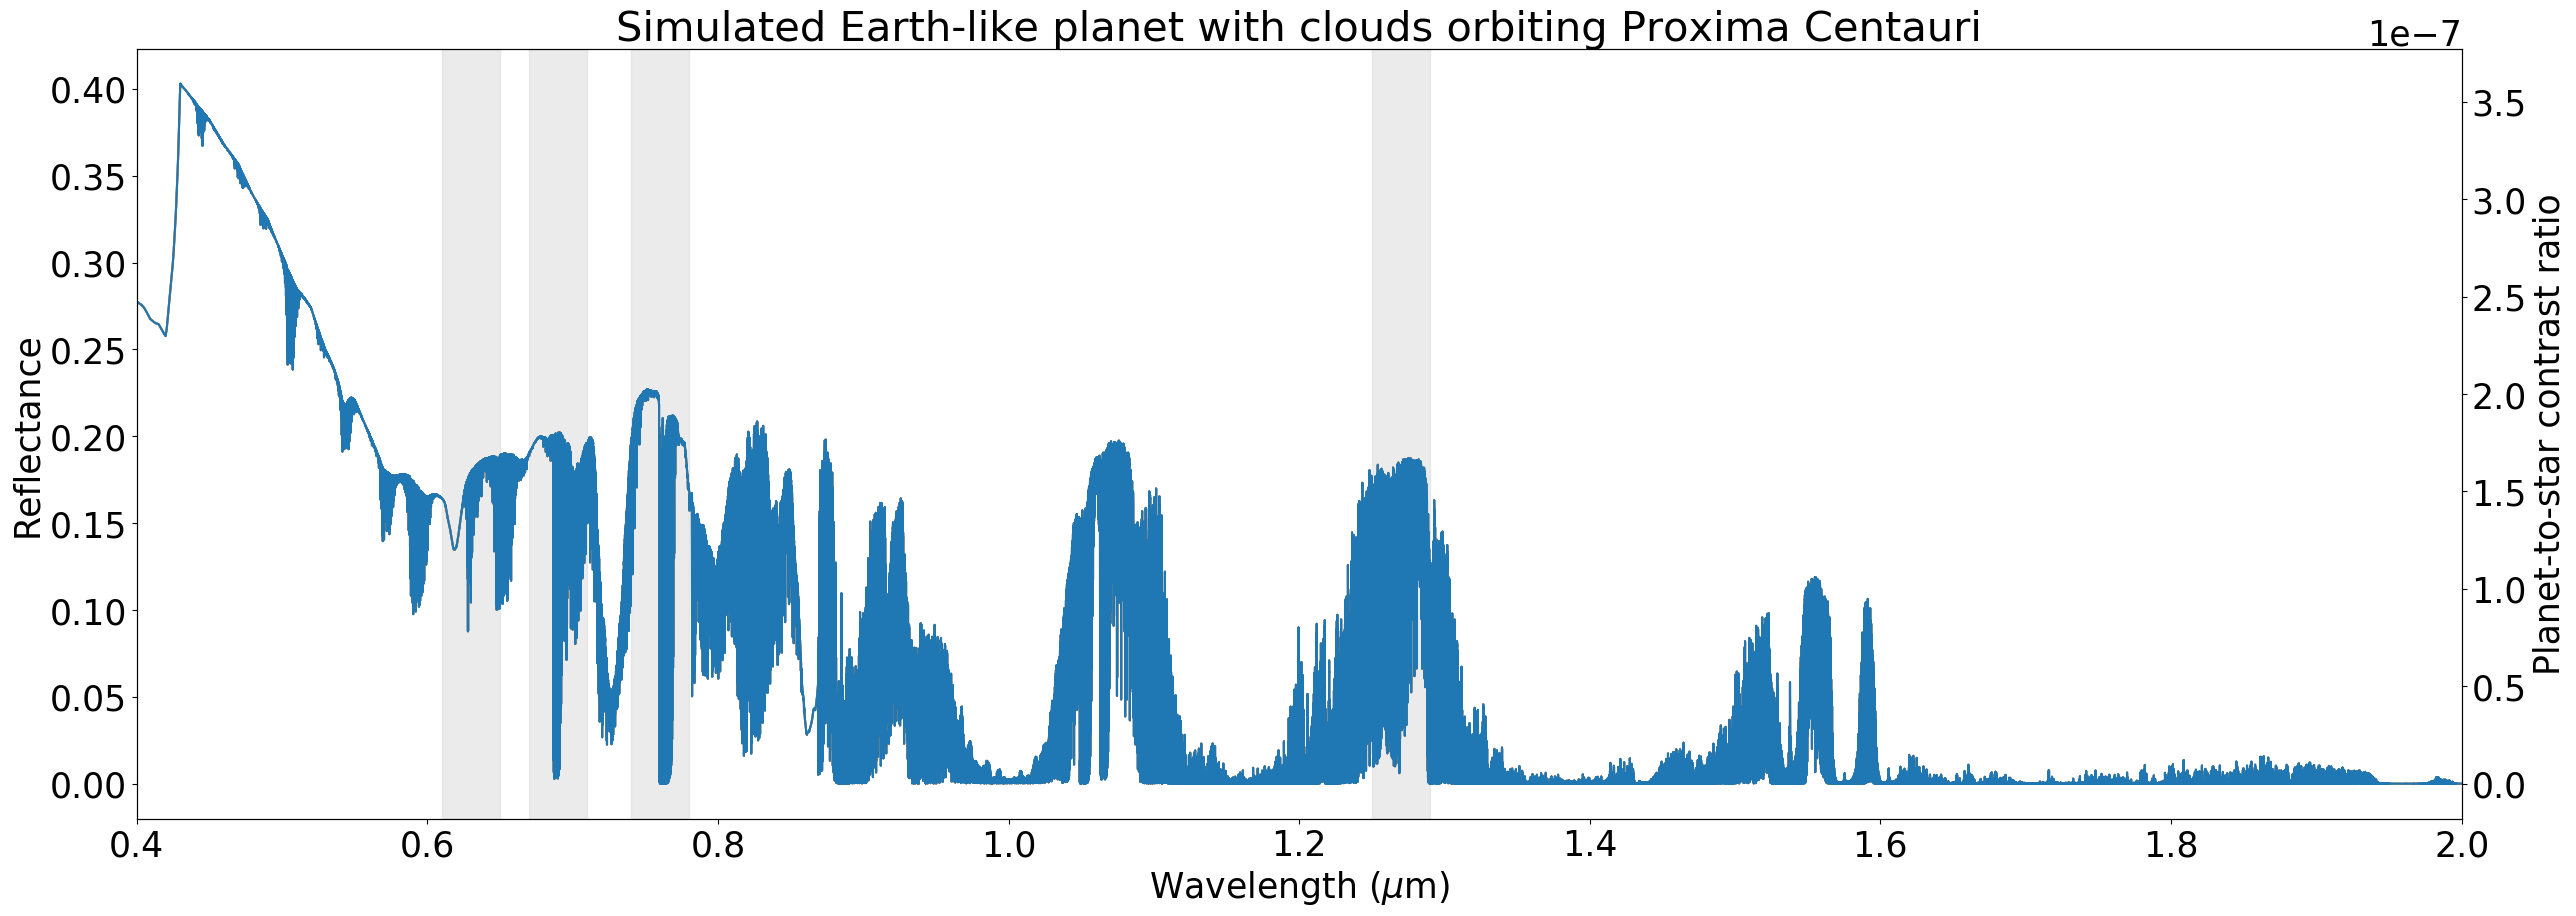 Simulated Earth-like planet with clouds orbiting Proxima Centauri
1e−7
Reflectance
0.40
0.35
0.30
0.25
0.20
0.15
0.10
0.05
0.00
3.5
3.0
2.5
2.0
1.5
1.0
0.5
0.0
Planet-to-star contrast ratio
0.4 0.6 0.8 1.0 1.2 1.4 1.6 1.8 2.0
Wavelength (μm)